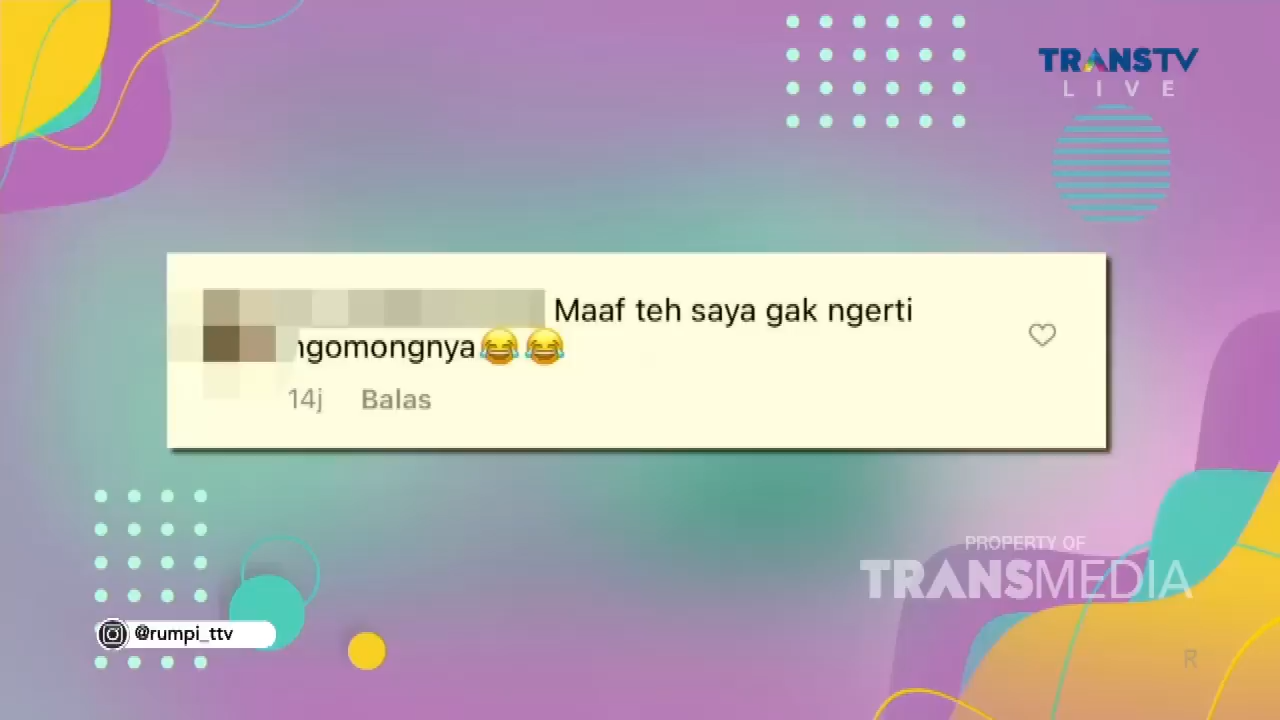 TRANSTV
LIVE
Maaf teh saya gak ngerti
ngomongnya😂😂
14j Balas
PROPERTY OF
TRANSMEDIA
@rumpi_ttv
R